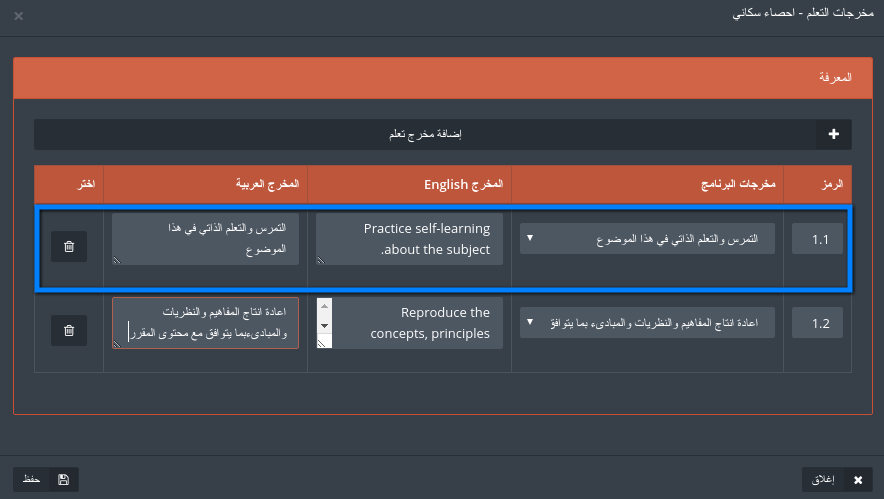 مخرجات التعلم - احصاء سكاني
المعرفة
إضافة مخرج تعلم
الرمز
مخرجات البرنامج
المخرج English
المخرج العربية
اختر
1.1
التمرس والتعلم الذاتي في هذا الموضوع
Practice self-learning
about the subject.
التمرس والتعلم الذاتي في هذا
الموضوع
1.2
اعادة انتاج المفاهيم والنظريات والمبادىء بما يتوافق
Reproduce the
concepts, principles
اعادة انتاج المفاهيم والنظريات
والمبادىءبما يتوافق مع محتوى المقرر
إغلاق
حفظ